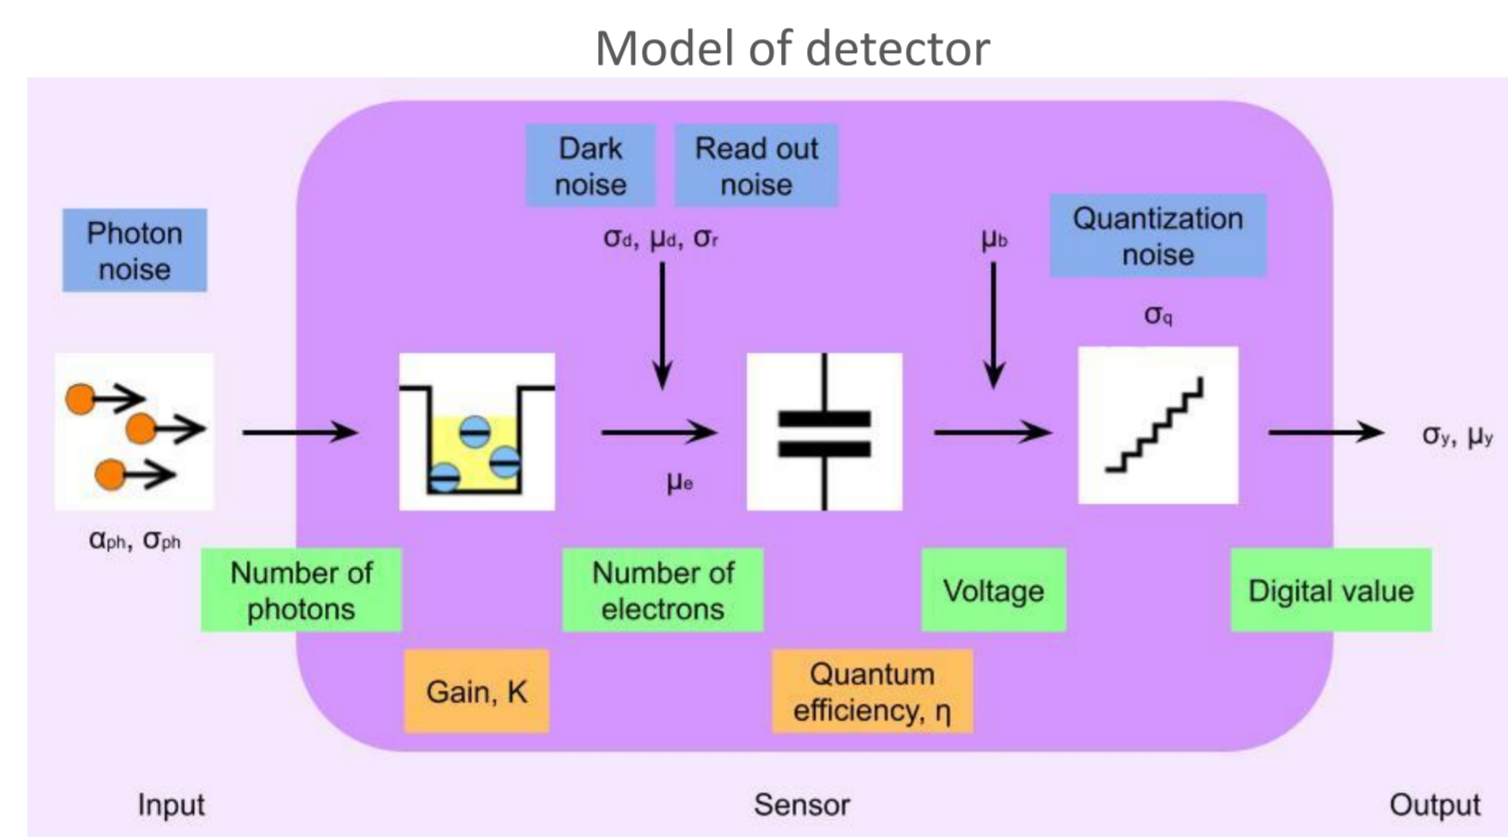 Model of detector
Dark
noise
Read out
noise
Photon
noise
σd, μd, σr
μb
Quantization
noise
σq
μe
σy, μy
αph, σph
Number of
photons
Number of
electrons
Voltage
Digital value
Gain, K
Quantum
efficiency, η
Input
Sensor
Output